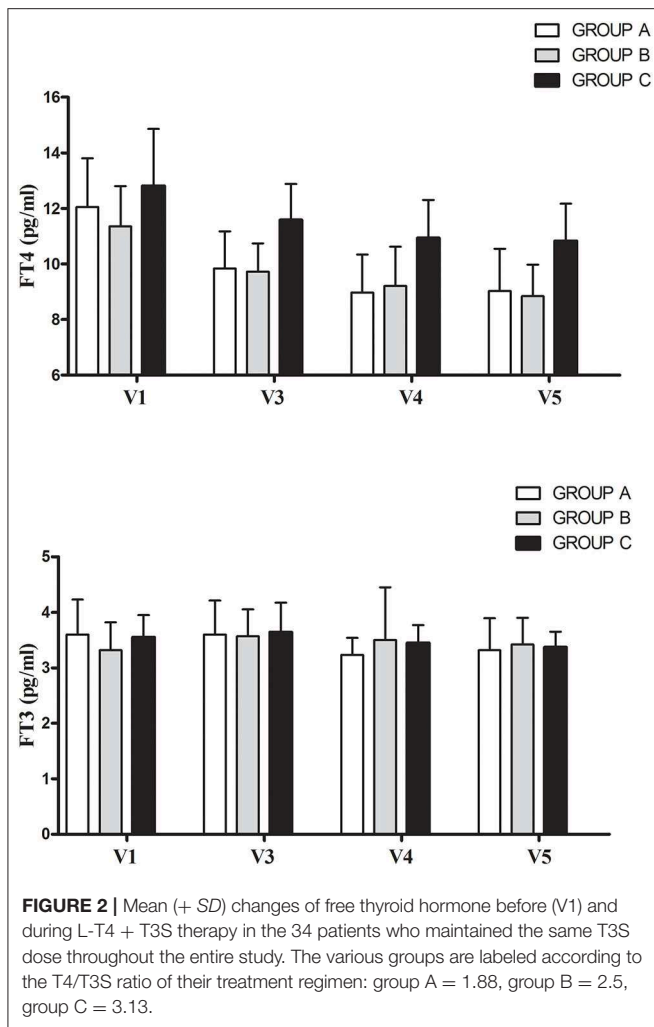 GROUP A
GROUP B
GROUP C
16
14
12
10
8
6
FT4 (pg/ml)
V1 V3 V4 V5
GROUP A
GROUP B
GROUP C
5
4
3
2
1
0
FT3 (pg/ml)
V1 V3 V4 V5
FIGURE 2 | Mean (+ SD) changes of free thyroid hormone before (V1) and
during L-T4 + T3S therapy in the 34 patients who maintained the same T3S
dose throughout the entire study. The various groups are labeled according to
the T4/T3S ratio of their treatment regimen: group A = 1.88, group B = 2.5,
group C = 3.13.